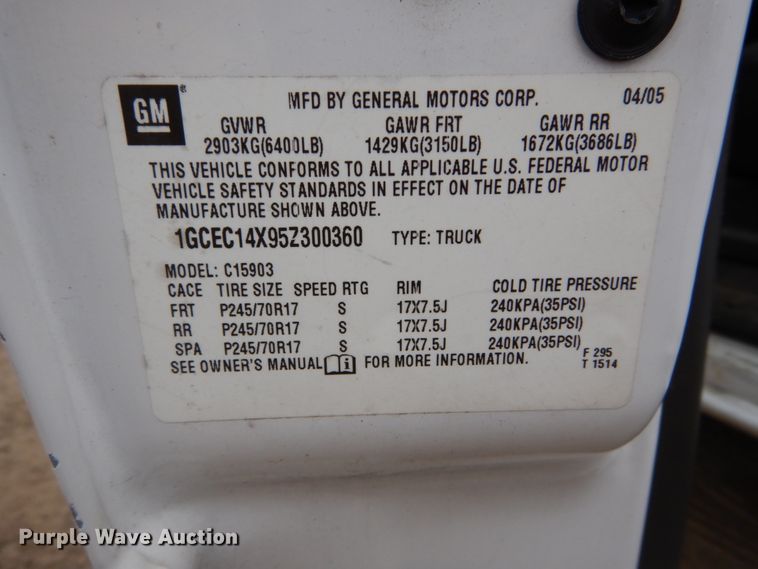 GM®
MFD BY GENERAL MOTORS CORP. 04/05
GVWR GAWR FRT GAWR RR
2903KG(6400LB) 1429KG(3150LB) 1672KG(3686LB)
THIS VEHICLE CONFORMS TO ALL APPLICABLE U.S. FEDERAL MOTOR
VEHICLE SAFETY STANDARDS IN EFFECT ON THE DATE OF
MANUFACTURE SHOWN ABOVE.
1GCEC14X95Z300360 TYPE: TRUCK
MODEL: C15903
CACE TIRE SIZE SPEED RTG RIM COLD TIRE PRESSURE
FRT P245/70R17 S 17X7.5J 240KPA(35PSI)
RR P245/70R17 S 17X7.5J 240KPA(35PSI)
SPA P245/70R17 S 17X7.5J 240KPA(35PSI)
SEE OWNER'S MANUAL i FOR MORE INFORMATION.
F 295
T 1514
Purple Wave Auction